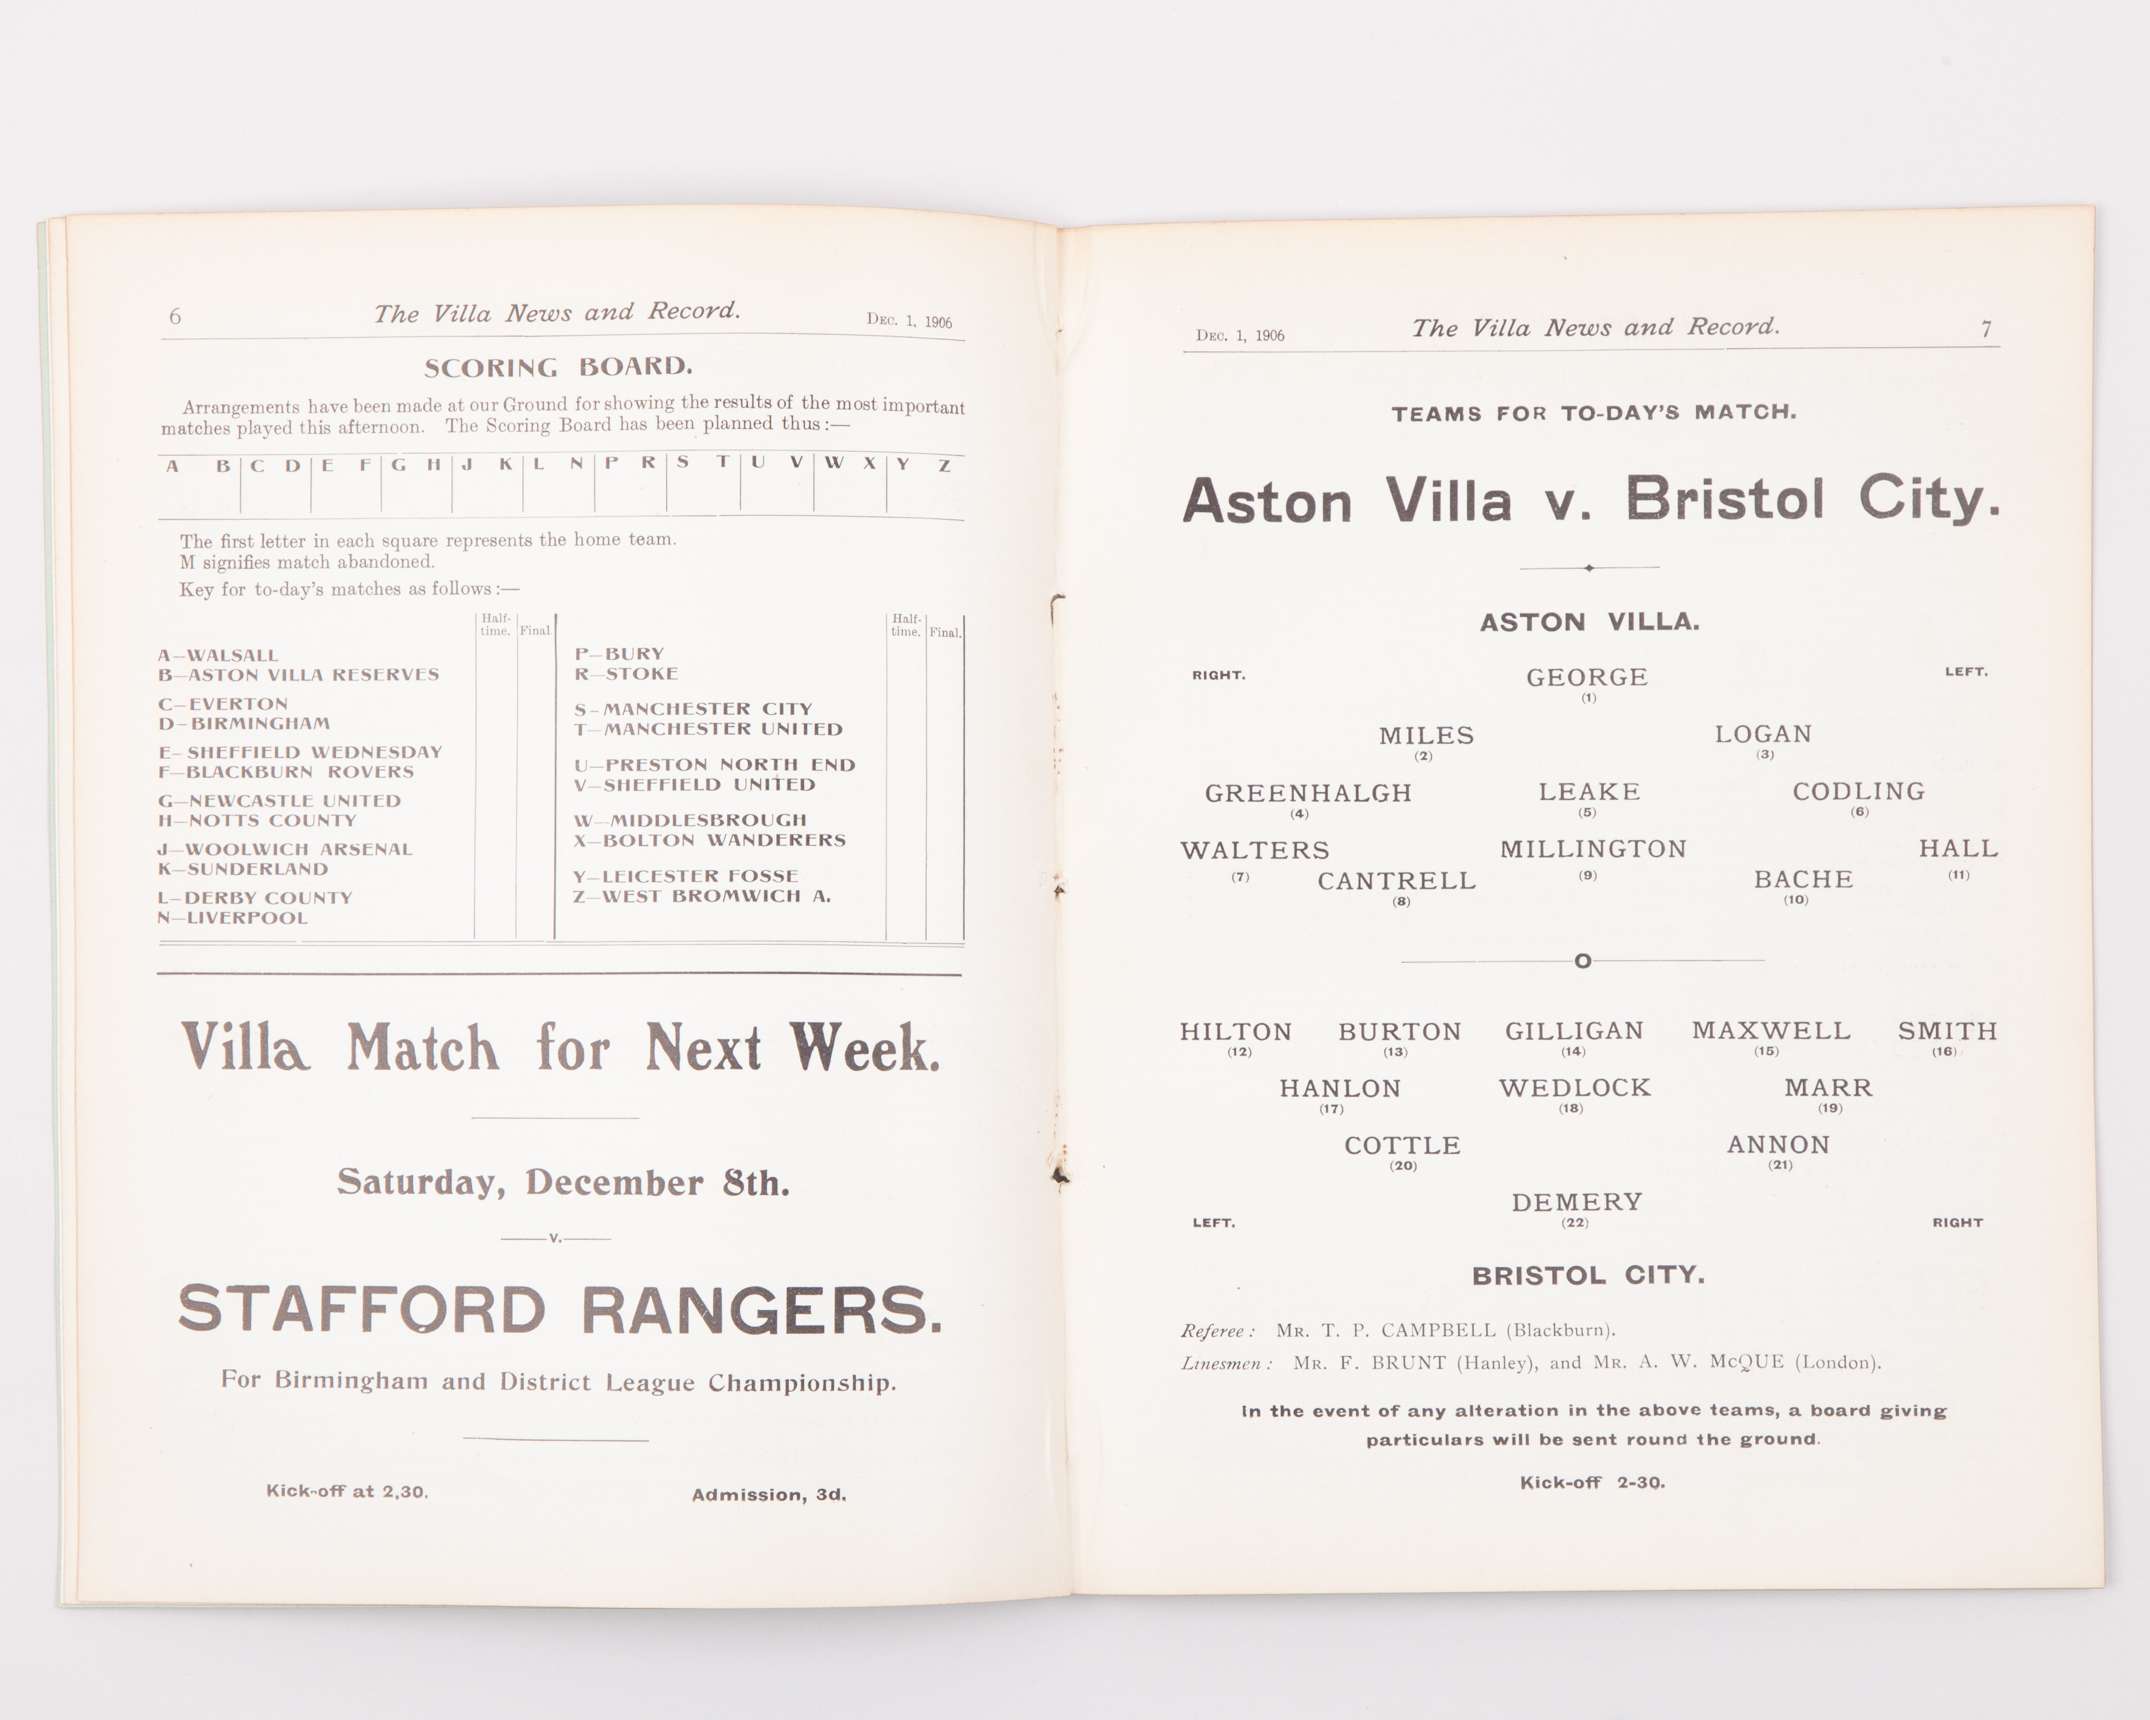 6 The Villa News and Record. DEC. 1, 1906
SCORING BOARD.
Arrangements have been made at our Ground for showing the results of the most important
matches played this afternoon. The Scoring Board has been planned thus:—
A B C D E F G H J K L N P R S T U V W X Y Z
The first letter in each square represents the home team.
M signifies match abandoned.
Key for to-day's matches as follows:—
Half-time. Final
A—WALSALL
B—ASTON VILLA RESERVES
C—EVERTON
D—BIRMINGHAM
E—SHEFFIELD WEDNESDAY
F—BLACKBURN ROVERS
G—NEWCASTLE UNITED
H—NOTTS COUNTY
J—WOOLWICH ARSENAL
K—SUNDERLAND
L—DERBY COUNTY
N—LIVERPOOL
Half-time. Final.
P—BURY
R—STOKE
S—MANCHESTER CITY
T—MANCHESTER UNITED
U—PRESTON NORTH END
V—SHEFFIELD UNITED
W—MIDDLESBROUGH
X—BOLTON WANDERERS
Y—LEICESTER FOSSE
Z—WEST BROMWICH A.
Villa Match for Next Week.
Saturday, December 8th.
v.
STAFFORD RANGERS.
For Birmingham and District League Championship.
Kick-off at 2,30. Admission, 3d.
DEC. 1, 1906 The Villa News and Record. 7
TEAMS FOR TO-DAY'S MATCH.
Aston Villa v. Bristol City.
ASTON VILLA.
RIGHT. GEORGE LEFT.
(1)
MILES LOGAN
(2) (3)
GREENHALGH LEAKE CODLING
(4) (5) (6)
WALTERS MILLINGTON HALL
(7) CANTRELL (9) BACHE (11)
(8) (10)
O
HILTON BURTON GILLIGAN MAXWELL SMITH
(12) (13) (14) (15) (16)
HANLON WEDLOCK MARR
(17) (18) (19)
COTTLE ANNON
(20) (21)
DEMERY
LEFT. (22) RIGHT
BRISTOL CITY.
Referee: MR. T. P. CAMPBELL (Blackburn).
Linesmen: MR. F. BRUNT (Hanley), and MR. A. W. McQUE (London).
In the event of any alteration in the above teams, a board giving
particulars will be sent round the ground.
Kick-off 2-30.